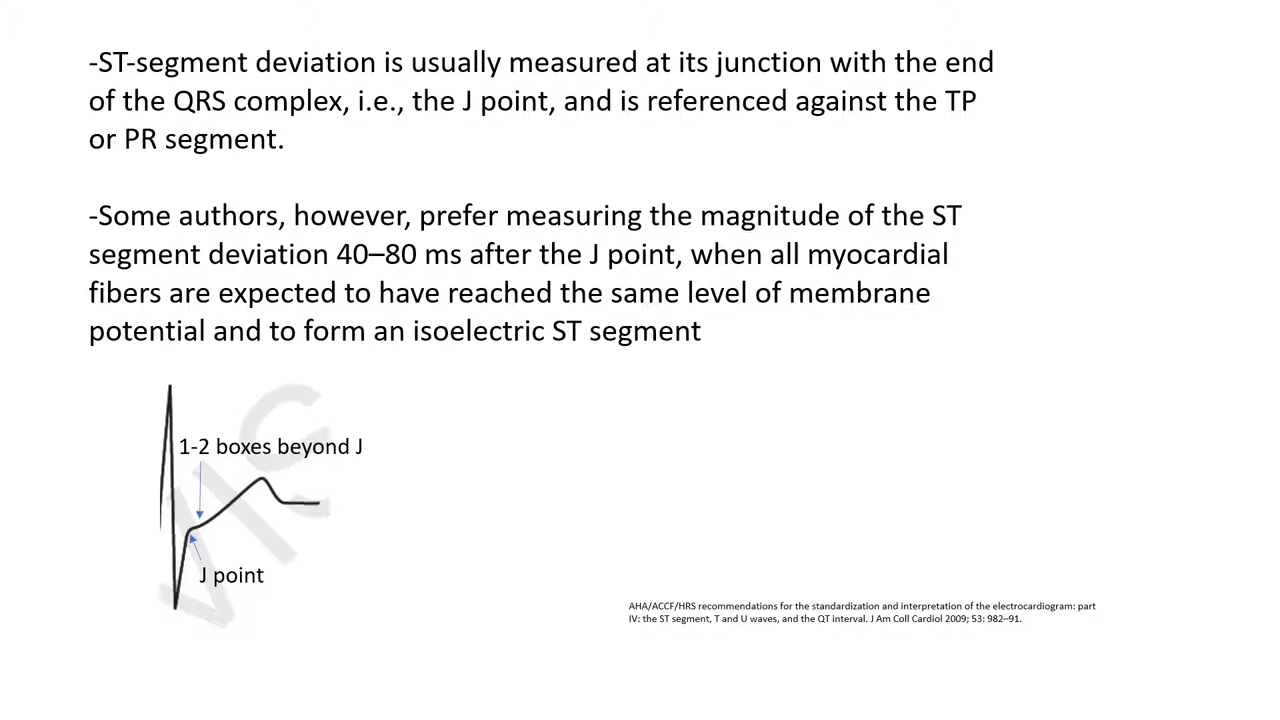 -ST-segment deviation is usually measured at its junction with the end
of the QRS complex, i.e., the J point, and is referenced against the TP
or PR segment.
-Some authors, however, prefer measuring the magnitude of the ST
segment deviation 40–80 ms after the J point, when all myocardial
fibers are expected to have reached the same level of membrane
potential and to form an isoelectric ST segment
1-2 boxes beyond J
J point
AHA/ACCF/HRS recommendations for the standardization and interpretation of the electrocardiogram: part
IV: the ST segment, T and U waves, and the QT interval. J Am Coll Cardiol 2009; 53: 982–91.